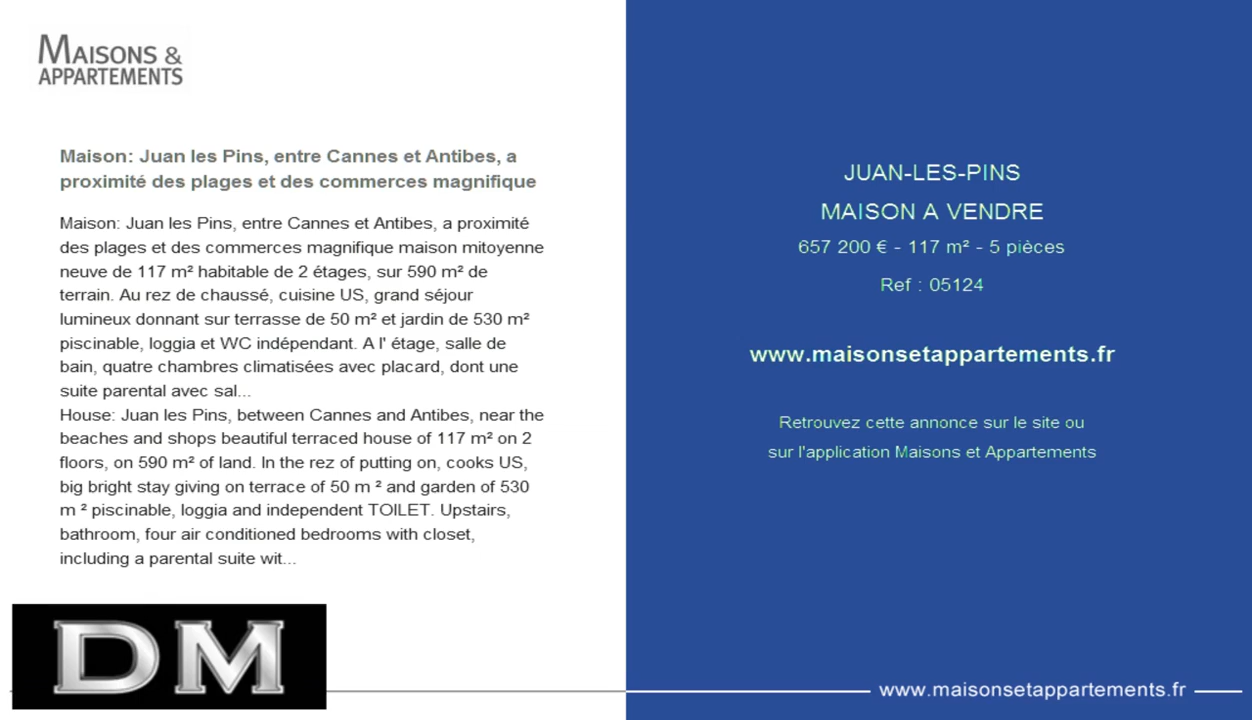 MAISONS &
APPARTEMENTS
Maison: Juan les Pins, entre Cannes et Antibes, a
proximité des plages et des commerces magnifique
Maison: Juan les Pins, entre Cannes et Antibes, a proximité
des plages et des commerces magnifique maison mitoyenne
neuve de 117 m² habitable de 2 étages, sur 590 m² de
terrain. Au rez de chaussé, cuisine US, grand séjour
lumineux donnant sur terrasse de 50 m² et jardin de 530 m²
piscinable, loggia et WC indépendant. A l' étage, salle de
bain, quatre chambres climatisées avec placard, dont une
suite parental avec sal...
House: Juan les Pins, between Cannes and Antibes, near the
beaches and shops beautiful terraced house of 117 m² on 2
floors, on 590 m² of land. In the rez of putting on, cooks US,
big bright stay giving on terrace of 50 m ² and garden of 530
m ² piscinable, loggia and independent TOILET. Upstairs,
bathroom, four air conditioned bedrooms with closet,
including a parental suite wit...
DM
JUAN-LES-PINS
MAISON A VENDRE
657 200 € - 117 m² - 5 pièces
Ref : 05124
www.maisonsetappartements.fr
Retrouvez cette annonce sur le site ou
sur l'application Maisons et Appartements
www.maisonsetappartements.fr